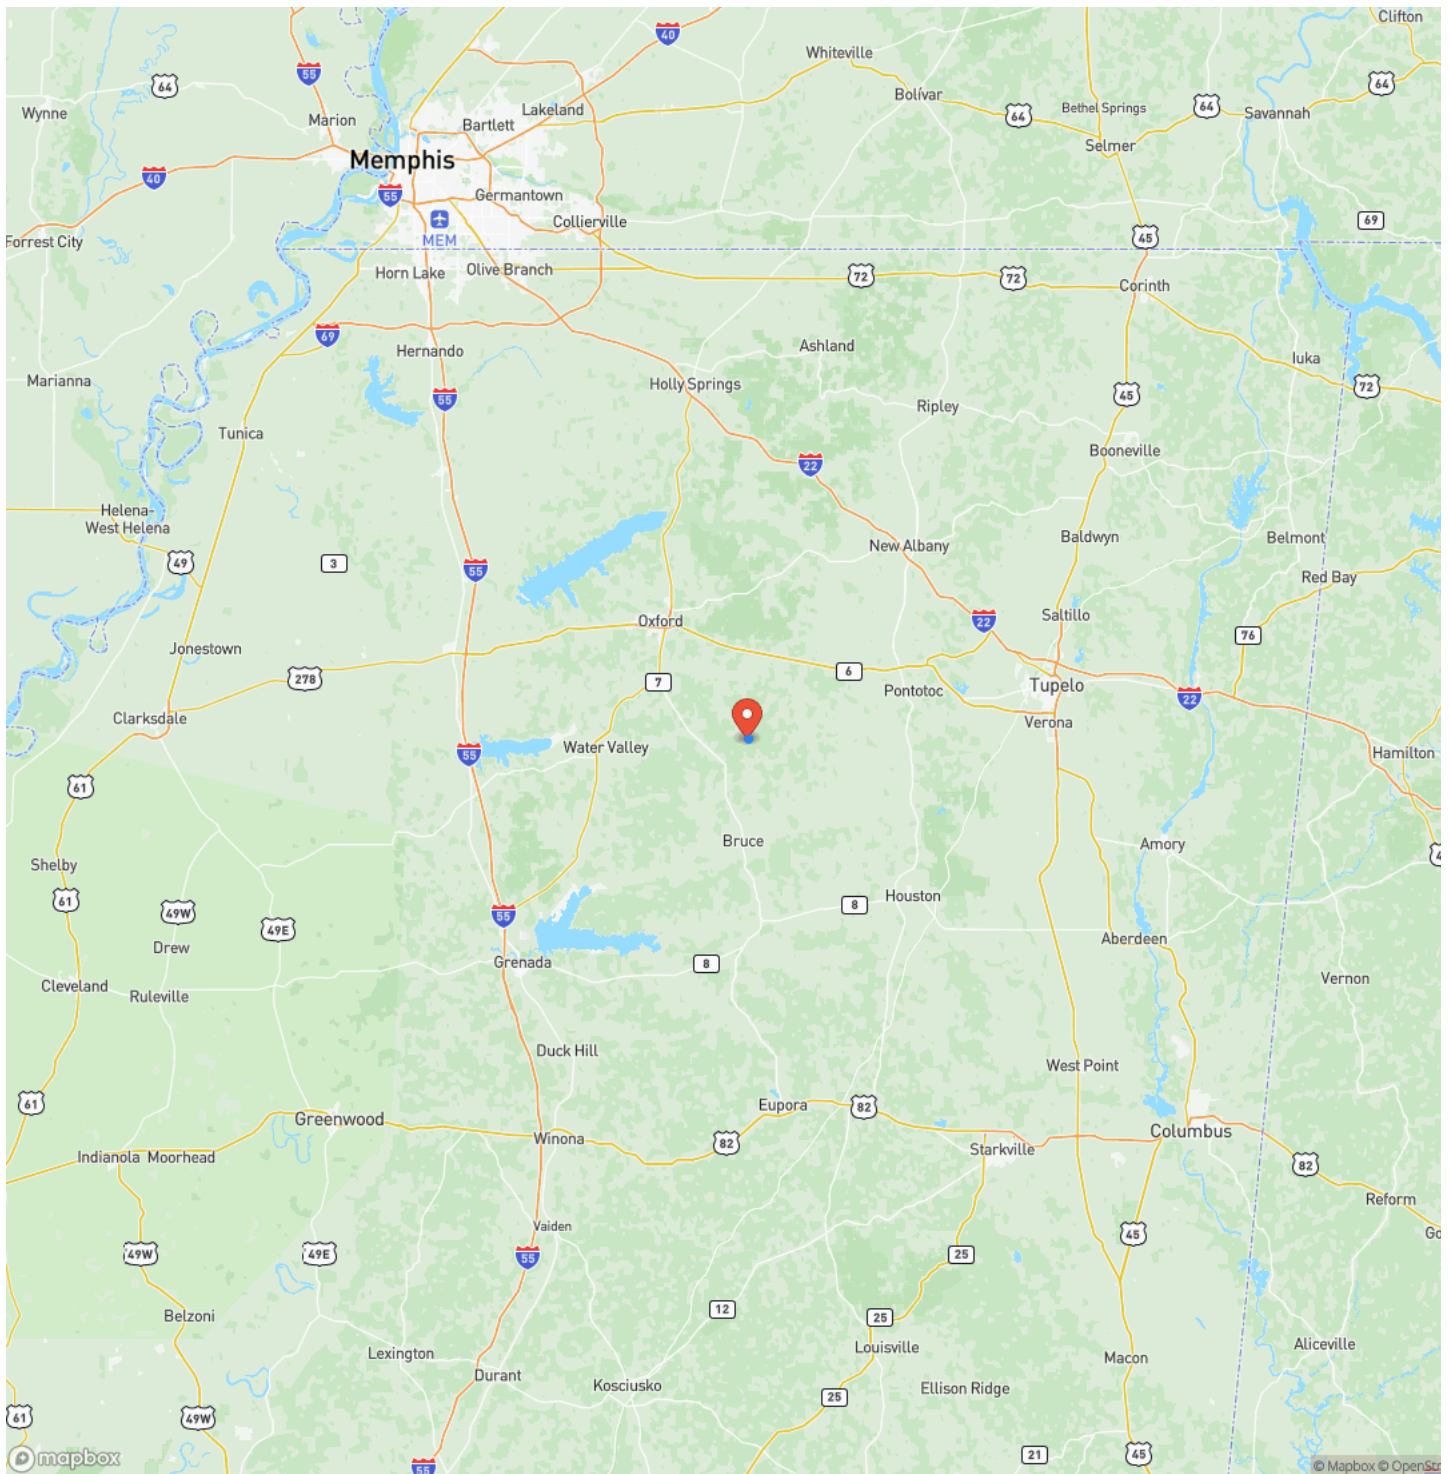 Clifton
40
Whiteville
55
64
64
Bolívar
64
Wynne
Lakeland
Bethel Springs
64
Savannah
Marion
Bartlett
Selmer
Memphis
40
55
Germantown
Collierville
69
MEM
45
Forrest City
Horn Lake
Olive Branch
72
72
Corinth
69
Hernando
Ashland
Iuka
Marianna
Holly Springs
72
55
45
Ripley
Tunica
Booneville
22
Helena-
West Helena
Baldwyn
Belmont
New Albany
49
3
55
Red Bay
Saltillo
Oxford
22
76
Jonestown
278
7
6
Pontotoc
Tupelo
22
Clarksdale
Verona
Water Valley
55
Hamilton
61
Bruce
Amory
Shelby
61
49W
49E
55
8
Houston
Drew
Aberdeen
Grenada
8
Cleveland
Ruleville
Vernon
Duck Hill
West Point
61
Eupora
82
Greenwood
Winona
82
Columbus
Starkville
Indianola
Moorhead
82
Reform
Vaiden
45
49W
49E
55
25
Belzoni
12
25
Louisville
Aliceville
Lexington
Macon
Durant
Kosciusko
Ellison Ridge
25
61
49W
mapbox
55
21
45
© Mapbox © OpenStr